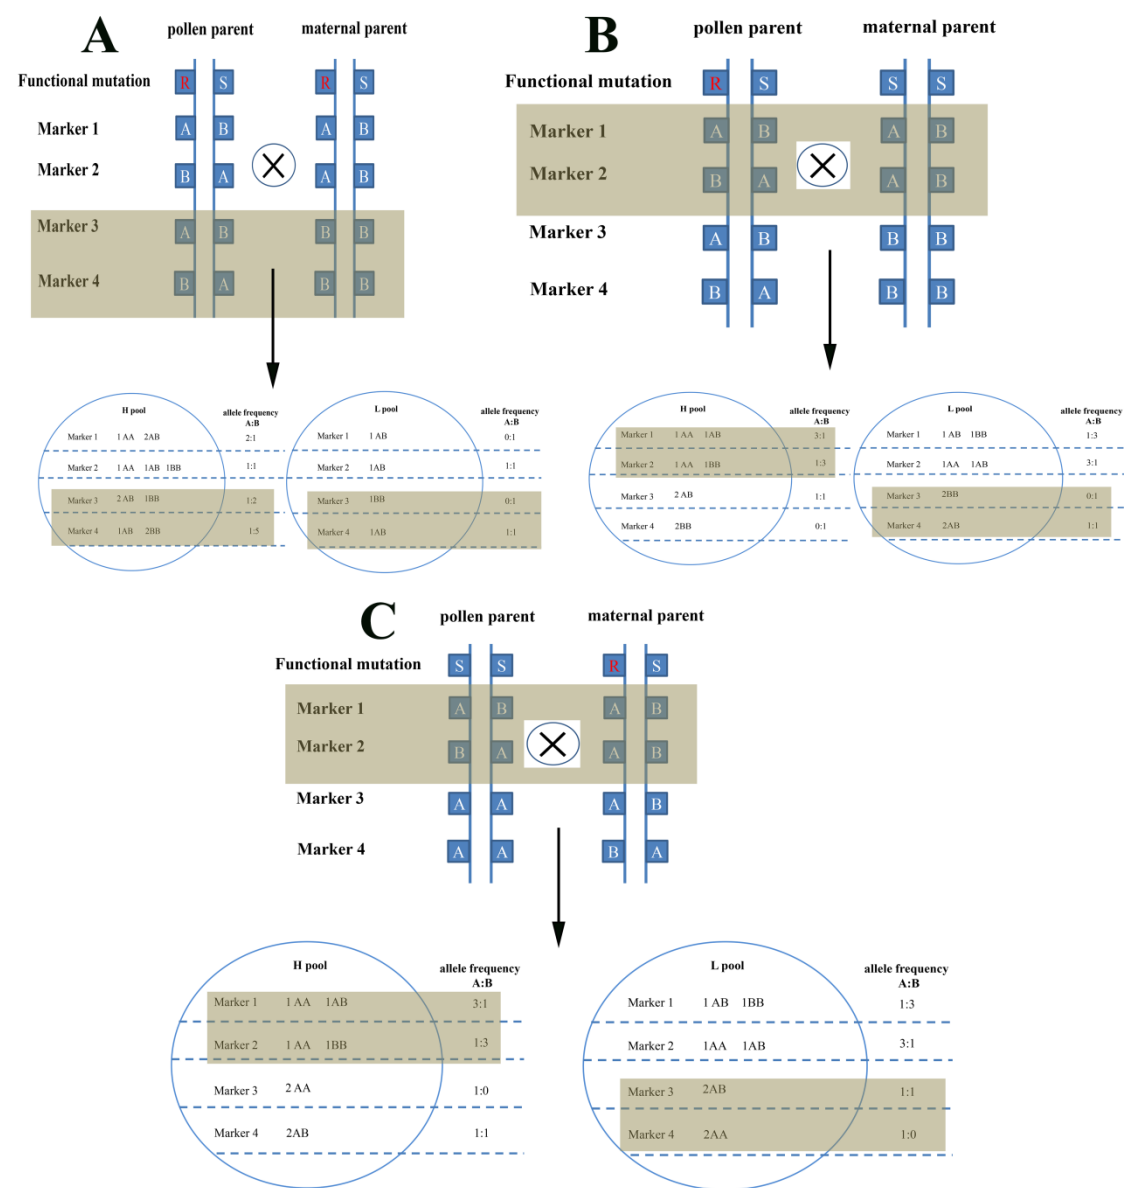 A
pollen parent maternal parent
Functional mutation R S R S
Marker 1 A B A B
Marker 2 B A A B
Marker 3 A B B B
Marker 4 B A B B
H pool allele frequency
A:B
Marker 1 1 AA 2AB 2:1
Marker 2 1 AA 1AB 1BB 1:1
Marker 3 2 AB 1BB 1:2
Marker 4 1AB 2BB 1:5
L pool allele frequency
A:B
Marker 1 1 AB 0:1
Marker 2 1AB 1:1
Marker 3 1BB 0:1
Marker 4 1AB 1:1
B
pollen parent maternal parent
Functional mutation R S S S
Marker 1 A B A B
Marker 2 B A A B
Marker 3 A B B B
Marker 4 B A B B
H pool allele frequency
A:B
Marker 1 1 AA 1AB 3:1
Marker 2 1 AA 1BB 1:3
Marker 3 2 AB 1:1
Marker 4 2BB 0:1
L pool allele frequency
A:B
Marker 1 1 AB 1BB 1:3
Marker 2 1AA 1AB 3:1
Marker 3 2BB 0:1
Marker 4 2AB 1:1
C
pollen parent maternal parent
Functional mutation S S R S
Marker 1 A B A B
Marker 2 B A A B
Marker 3 A A A B
Marker 4 A A B A
H pool allele frequency
A:B
Marker 1 1 AA 1AB 3:1
Marker 2 1 AA 1BB 1:3
Marker 3 2 AA 1:0
Marker 4 2AB 1:1
L pool allele frequency
A:B
Marker 1 1 AB 1BB 1:3
Marker 2 1AA 1AB 3:1
Marker 3 2AB 1:1
Marker 4 2AA 1:0